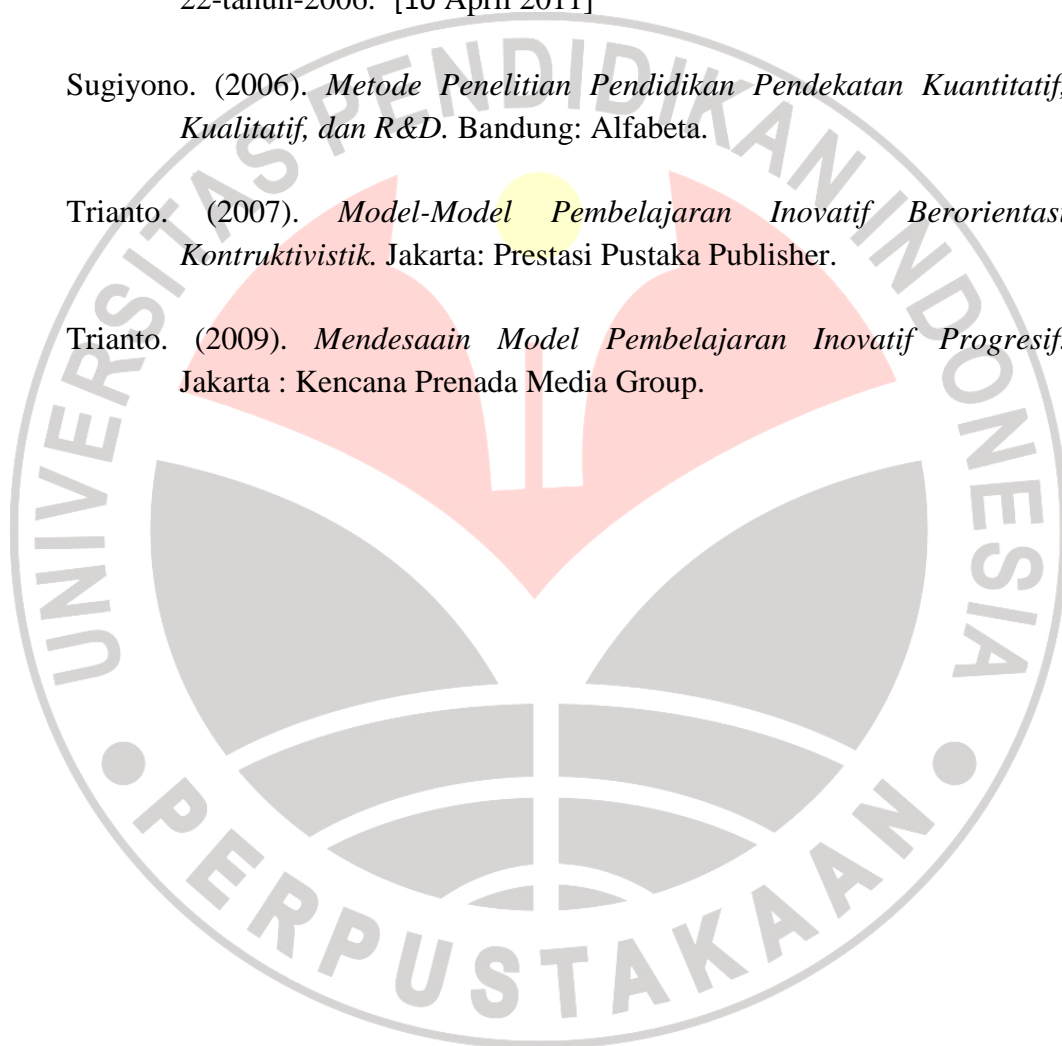 22-tahun-2006. [10 April 2011]
Sugiyono. (2006). Metode Penelitian Pendidikan Pendekatan Kuantitatif,
Kualitatif, dan R&D. Bandung: Alfabeta.
Trianto. (2007). Model-Model Pembelajaran Inovatif Berorientasi
Kontruktivistik. Jakarta: Prestasi Pustaka Publisher.
Trianto. (2009). Mendesaain Model Pembelajaran Inovatif Progresif.
Jakarta : Kencana Prenada Media Group.
UNIVERSITAS PENDIDIKAN INDONESIA
PERPUSTAKAAN